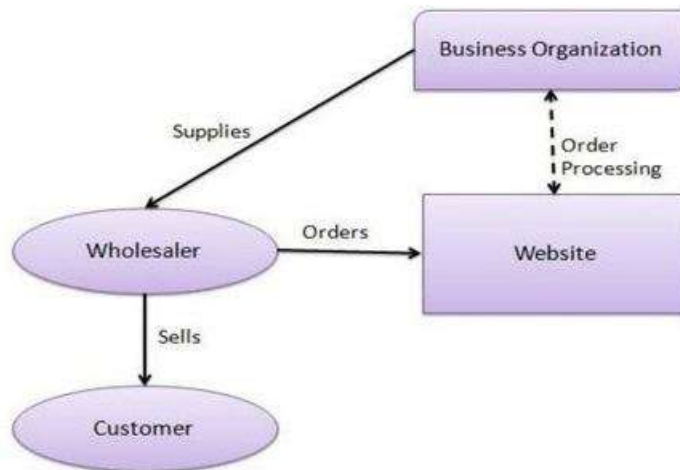 Business Organization
Supplies
Order
Processing
Wholesaler
Orders
Website
Sells
Customer